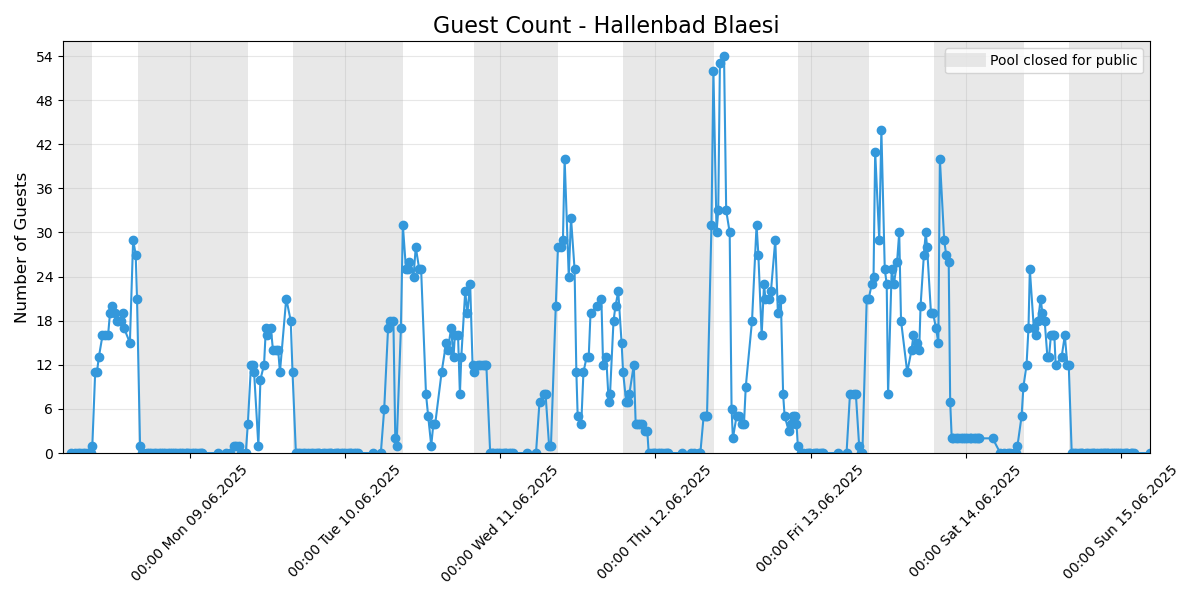 Guest Count - Hallenbad Blaesi
Pool closed for public
Number of Guests
54
48
42
36
30
24
18
12
6
0
00:00 Mon 09.06.2025
00:00 Tue 10.06.2025
00:00 Wed 11.06.2025
00:00 Thu 12.06.2025
00:00 Fri 13.06.2025
00:00 Sat 14.06.2025
00:00 Sun 15.06.2025